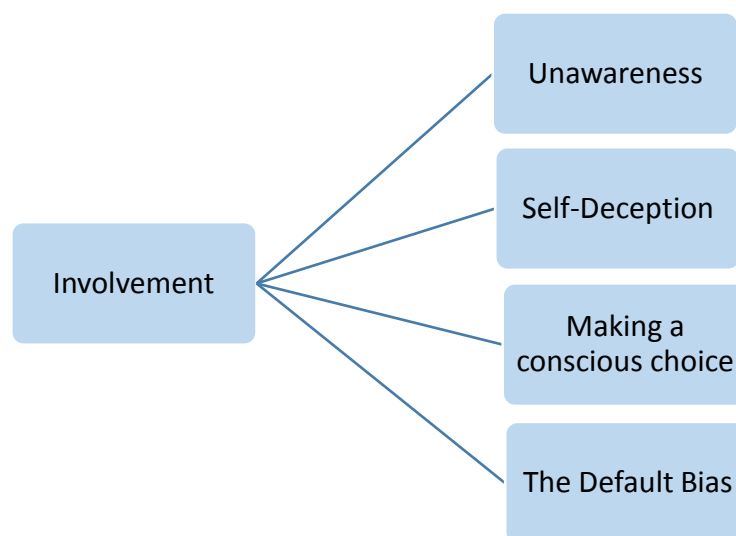 Unawareness
Self-Deception
Involvement
Making a
conscious choice
The Default Bias